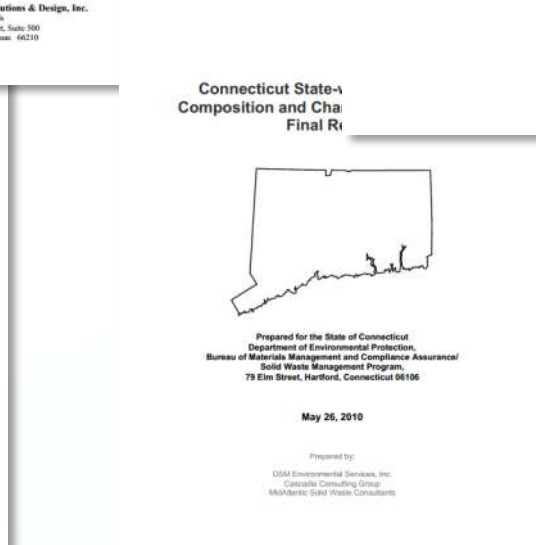 utions & Design, Inc.
Suite 500
66210
Connecticut State-
Composition and Cha
Final Re
Prepared for the State of Connecticut
Department of Environmental Protection,
Bureau of Materials Management and Compliance Assurance/
Solid Waste Management Program,
79 Elm Street, Hartford, Connecticut 06106
May 26, 2010
Prepared by:
DSM Environmental Services, Inc.
Cascadia Consulting Group
MidAtlantic Solid Waste Consultants